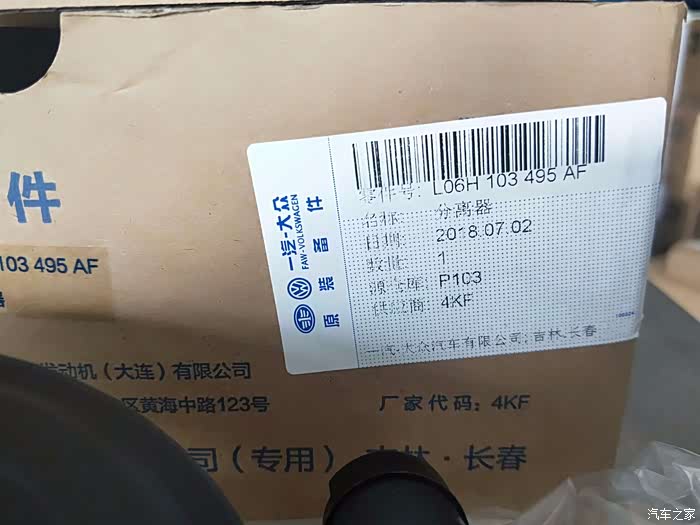 件
103 495 AF
器
发动机(大连)有限公司
区黄海中路123号
厂家代码: 4KF
司(专用) 吉林·长春
一汽-大众
FAW-VOLKSWAGEN
原装备件
零件号: L06H 103 495 AF
名称: 分离器
日期: 2018.07.02
数量: 1
源仓库: P103
供应商: 4KF
一汽-大众汽车有限公司;吉林.长春
汽车之家